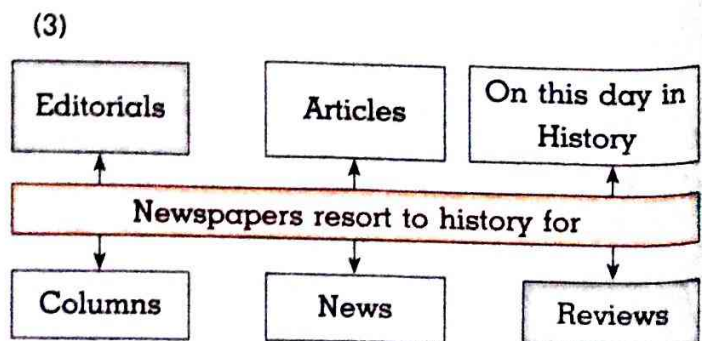 (3)
Editorials
Articles
On this day in
History
Newspapers resort to history for
Columns
News
Reviews